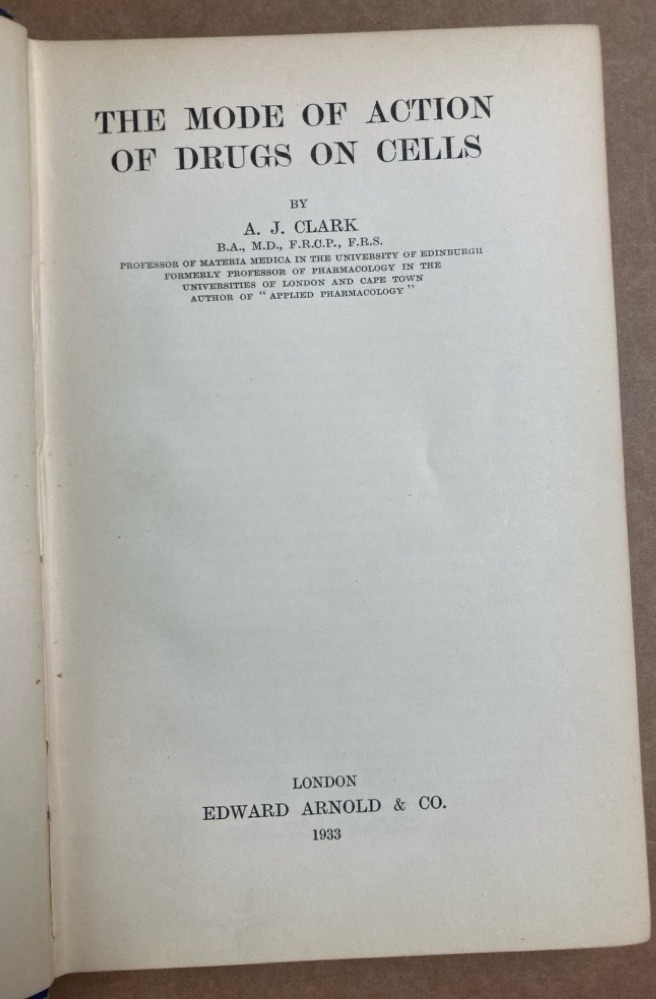 THE MODE OF ACTION
OF DRUGS ON CELLS
BY
A. J. CLARK
B.A., M.D., F.R.C.P., F.R.S.
PROFESSOR OF MATERIA MEDICA IN THE UNIVERSITY OF EDINBURGH
FORMERLY PROFESSOR OF PHARMACOLOGY IN THE
UNIVERSITIES OF LONDON AND CAPE TOWN
AUTHOR OF “ APPLIED PHARMACOLOGY ”
LONDON
EDWARD ARNOLD & CO.
1933